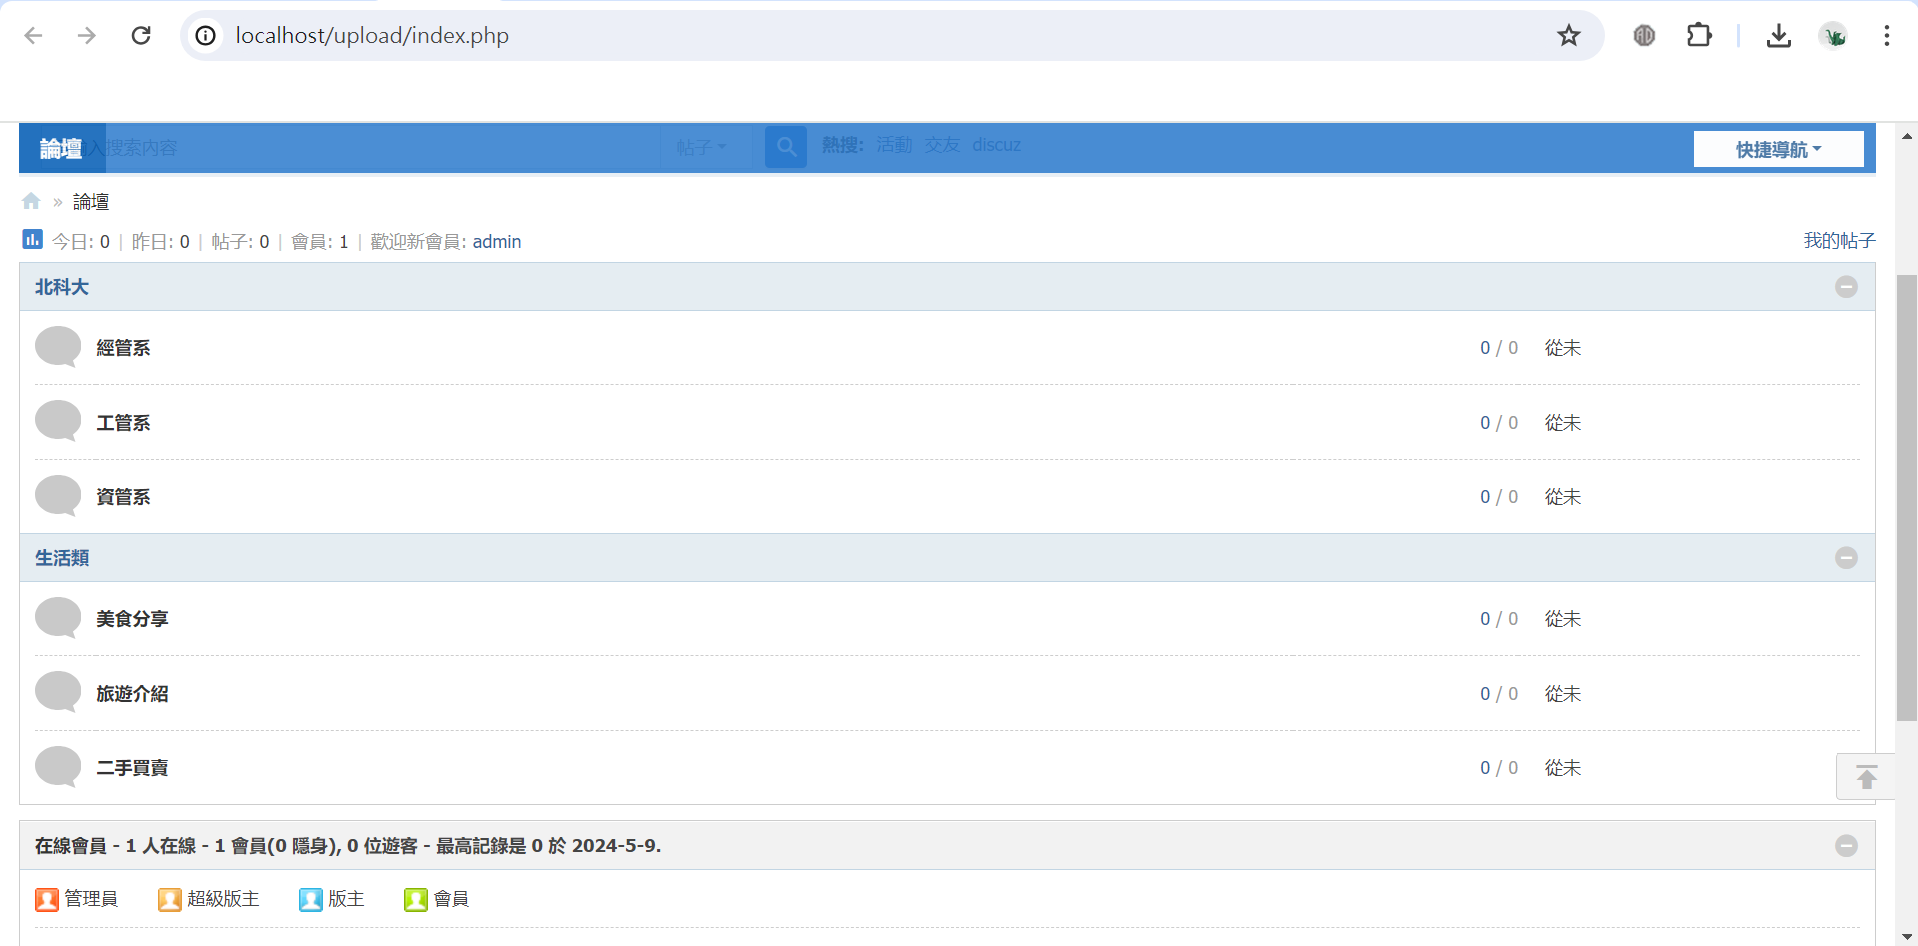 localhost/upload/index.php
論壇 入搜索內容 帖子 熱搜: 活動 交友 discuz 快捷導航
» 論壇
今日: 0 | 昨日: 0 | 帖子: 0 | 會員: 1 | 歡迎新會員: admin 我的帖子
北科大
經管系 0 / 0 從未
工管系 0 / 0 從未
資管系 0 / 0 從未
生活類
美食分享 0 / 0 從未
旅遊介紹 0 / 0 從未
二手買賣 0 / 0 從未
在線會員 - 1 人在線 - 1 會員(0 隱身), 0 位遊客 - 最高記錄是 0 於 2024-5-9.
管理員 超級版主 版主 會員